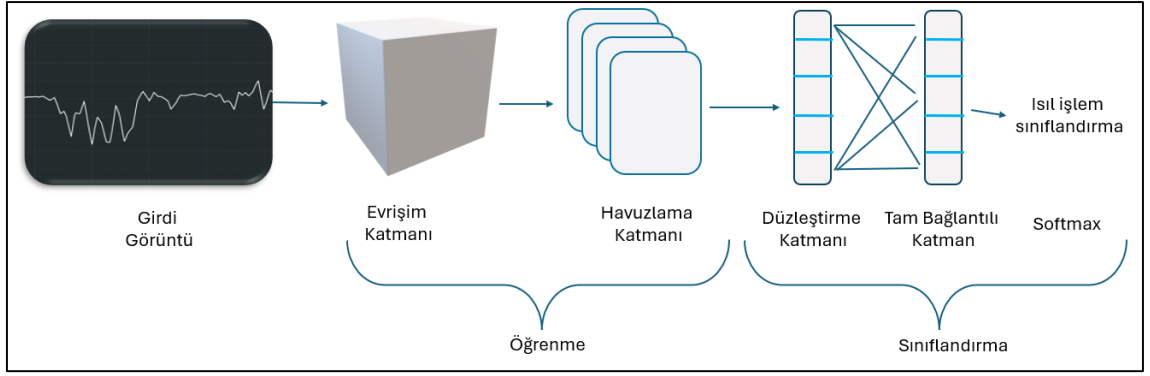 Isıl işlem
sınıflandırma
Girdi
Görüntü
Evrişim
Katmanı
Havuzlama
Katmanı
Düzleştirme
Katmanı
Tam Bağlantılı
Katman
Softmax
Öğrenme
Sınıflandırma